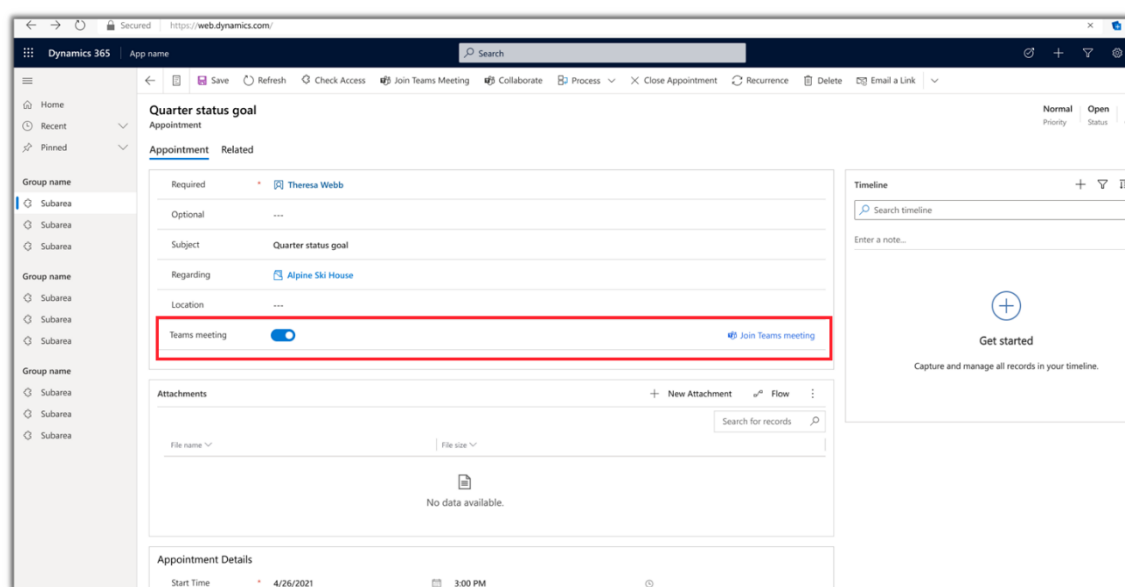 Secured https://web.dynamics.com/
Dynamics 365 App name Search
Save Refresh Check Access Join Teams Meeting Collaborate Process Close Appointment Recurrence Delete Email a Link
Home
Recent
Pinned
Group name
Subarea
Subarea
Subarea
Group name
Subarea
Subarea
Subarea
Group name
Subarea
Subarea
Subarea
Quarter status goal
Appointment
Normal Open
Priority Status
Appointment Related
Required * Theresa Webb
Optional ---
Subject Quarter status goal
Regarding Alpine Ski House
Location ---
Teams meeting Join Teams meeting
Attachments New Attachment Flow
Search for records
File name File size
No data available.
Appointment Details
Start Time * 4/26/2021 3:00 PM
Timeline
Search timeline
Enter a note...
Get started
Capture and manage all records in your timeline.